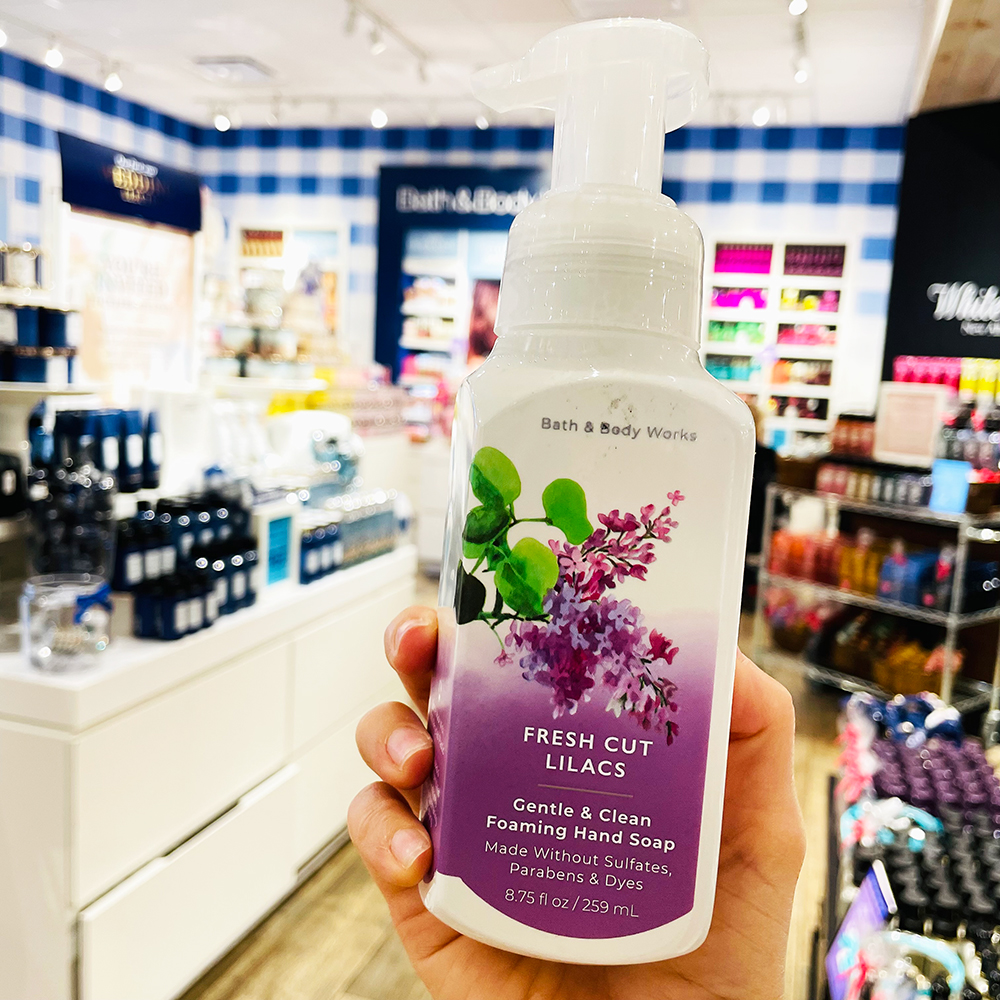 Bath & Body
White
Bath & Body Works
FRESH CUT
LILACS
Gentle & Clean
Foaming Hand Soap
Made Without Sulfates,
Parabens & Dyes
8.75 fl oz / 259 mL